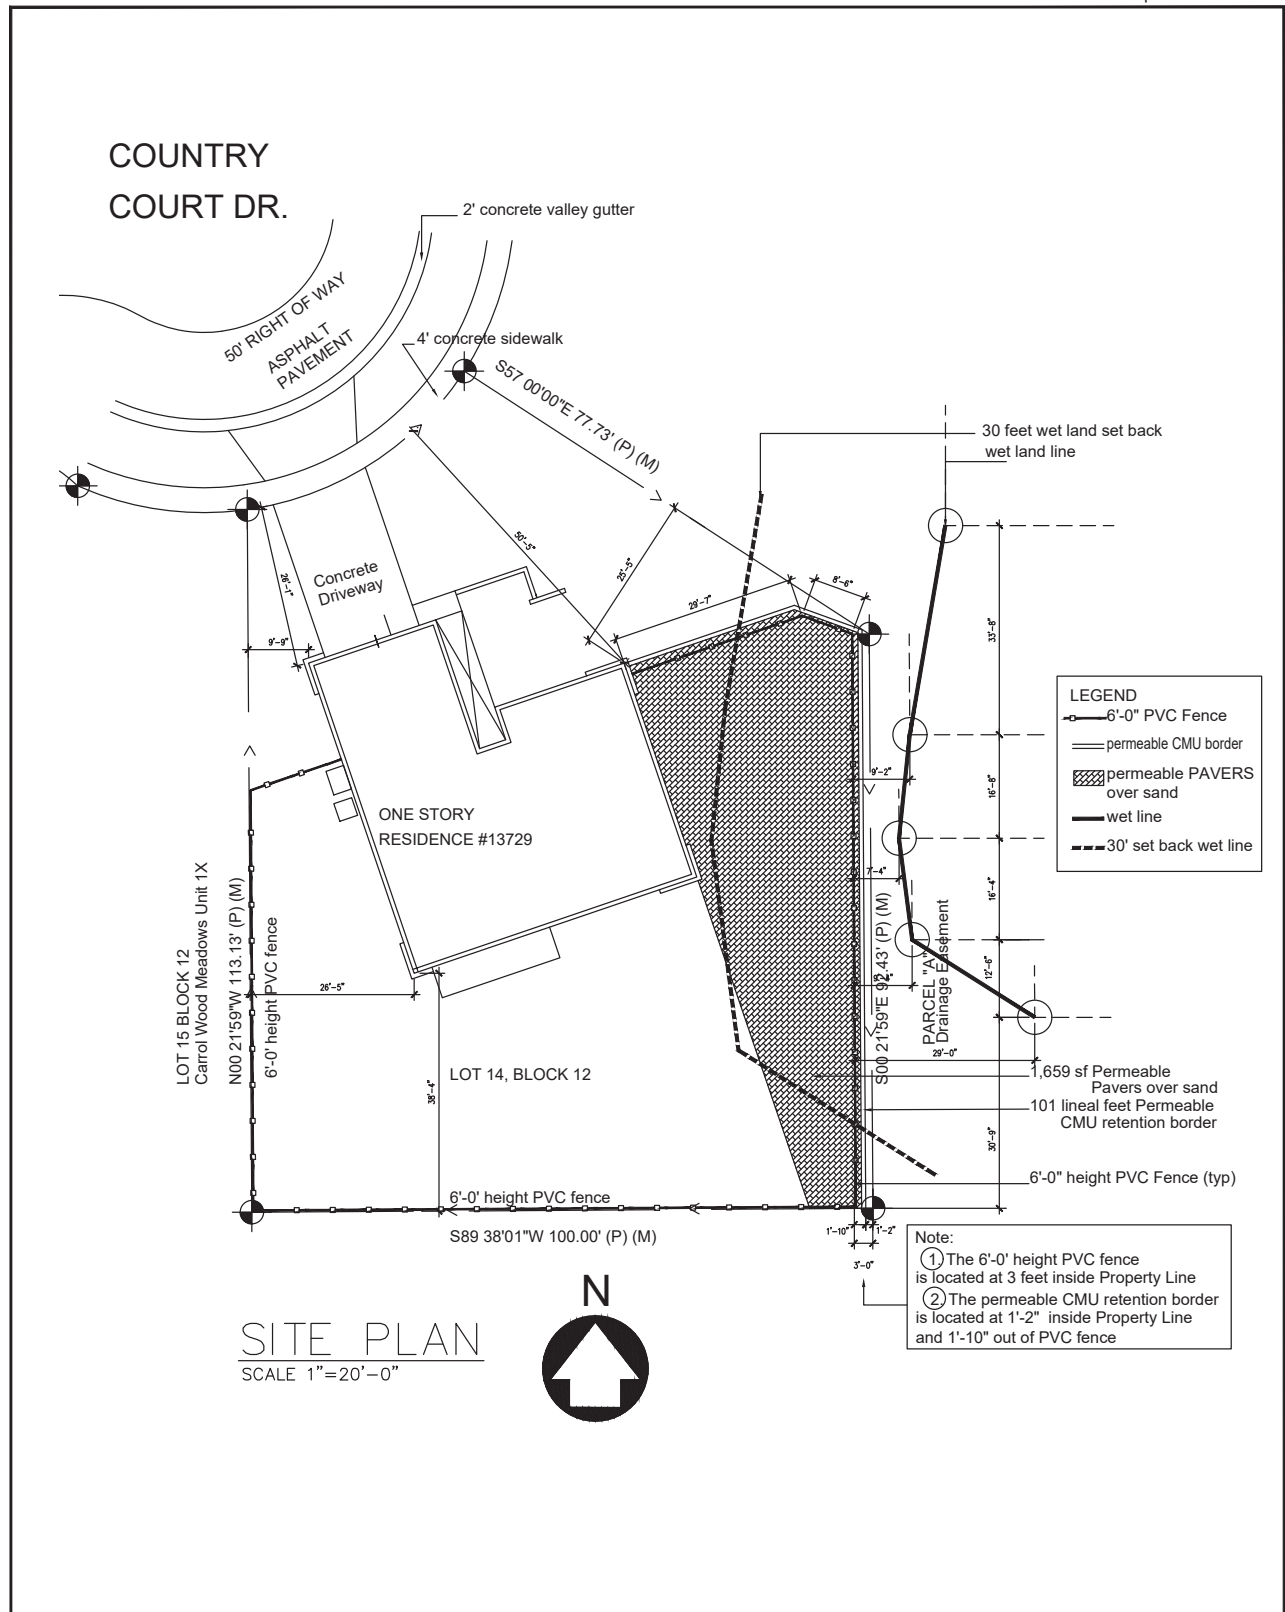 COUNTRY
COURT DR.
2' concrete valley gutter
50' RIGHT OF WAY
ASPHALT
PAVEMENT
4' concrete sidewalk
S57 00'00"E 77.73' (P) (M)
30 feet wet land set back
wet land line
50'-5"
25'-5"
26'-1"
Concrete
Driveway
29'-7"
8'-6"
9'-9"
33'-8"
LEGEND
6'-0" PVC Fence
permeable CMU border
permeable PAVERS
over sand
wet line
30' set back wet line
9'-2"
16'-8"
ONE STORY
RESIDENCE #13729
7'-4"
16'-4"
LOT 15 BLOCK 12
Carrol Wood Meadows Unit 1X
N00 21'59"W 113.13' (P) (M)
6'-0' height PVC fence
26'-5"
S00 21'59"E 92.43' (P) (M)
PARCEL "A"
Drainage Easement
12'-6"
29'-0"
38'-4"
LOT 14, BLOCK 12
1,659 sf Permeable
Pavers over sand
101 lineal feet Permeable
CMU retention border
30'-9"
6'-0" height PVC Fence (typ)
6'-0' height PVC fence
S89 38'01"W 100.00' (P) (M)
1'-10"
1'-2"
3'-0"
Note:
1. The 6'-0' height PVC fence
is located at 3 feet inside Property Line
2. The permeable CMU retention border
is located at 1'-2" inside Property Line
and 1'-10" out of PVC fence
N
SITE PLAN
SCALE 1"=20'-0"